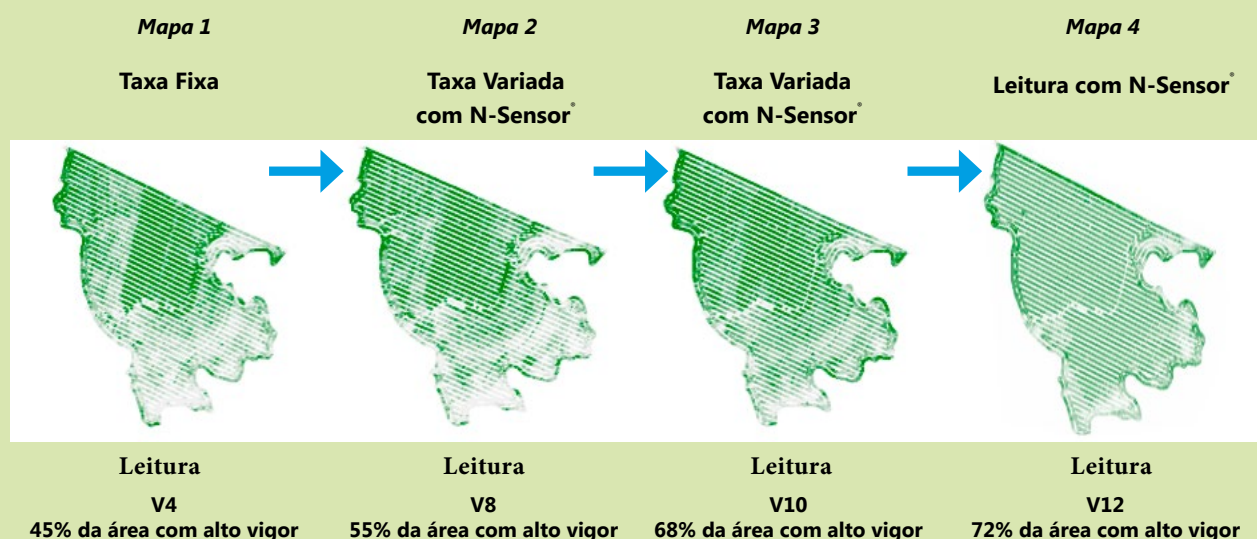 Mapa 1
Taxa Fixa
Mapa 2
Taxa Variada
com N-Sensor®
Mapa 3
Taxa Variada
com N-Sensor®
Mapa 4
Leitura com N-Sensor®
Leitura
V4
45% da área com alto vigor
Leitura
V8
55% da área com alto vigor
Leitura
V10
68% da área com alto vigor
Leitura
V12
72% da área com alto vigor